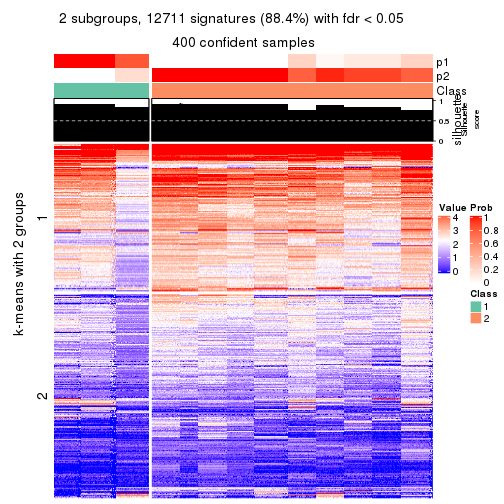 2 subgroups, 12711 signatures (88.4%) with fdr < 0.05
400 confident samples
p1
p2
Class
silhouette
Silhouette
score
1
0.5
0
k-means with 2 groups
1
2
Value
4
3
2
1
0
Prob
1
0.8
0.6
0.4
0.2
0
Class
1
2